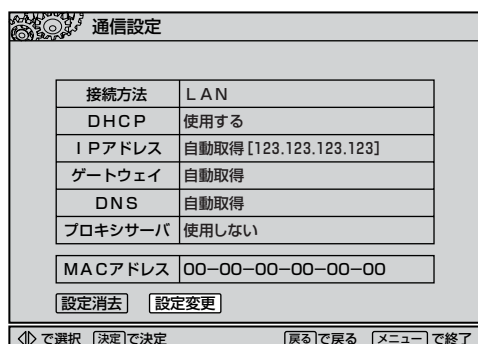 通信設定
接続方法 LAN
DHCP 使用する
IPアドレス 自動取得[123.123.123.123]
ゲートウェイ 自動取得
DNS 自動取得
プロキシサーバ 使用しない
MACアドレス 00-00-00-00-00-00
設定消去 設定変更
で選択 決定で決定 戻るで戻る メニューで終了